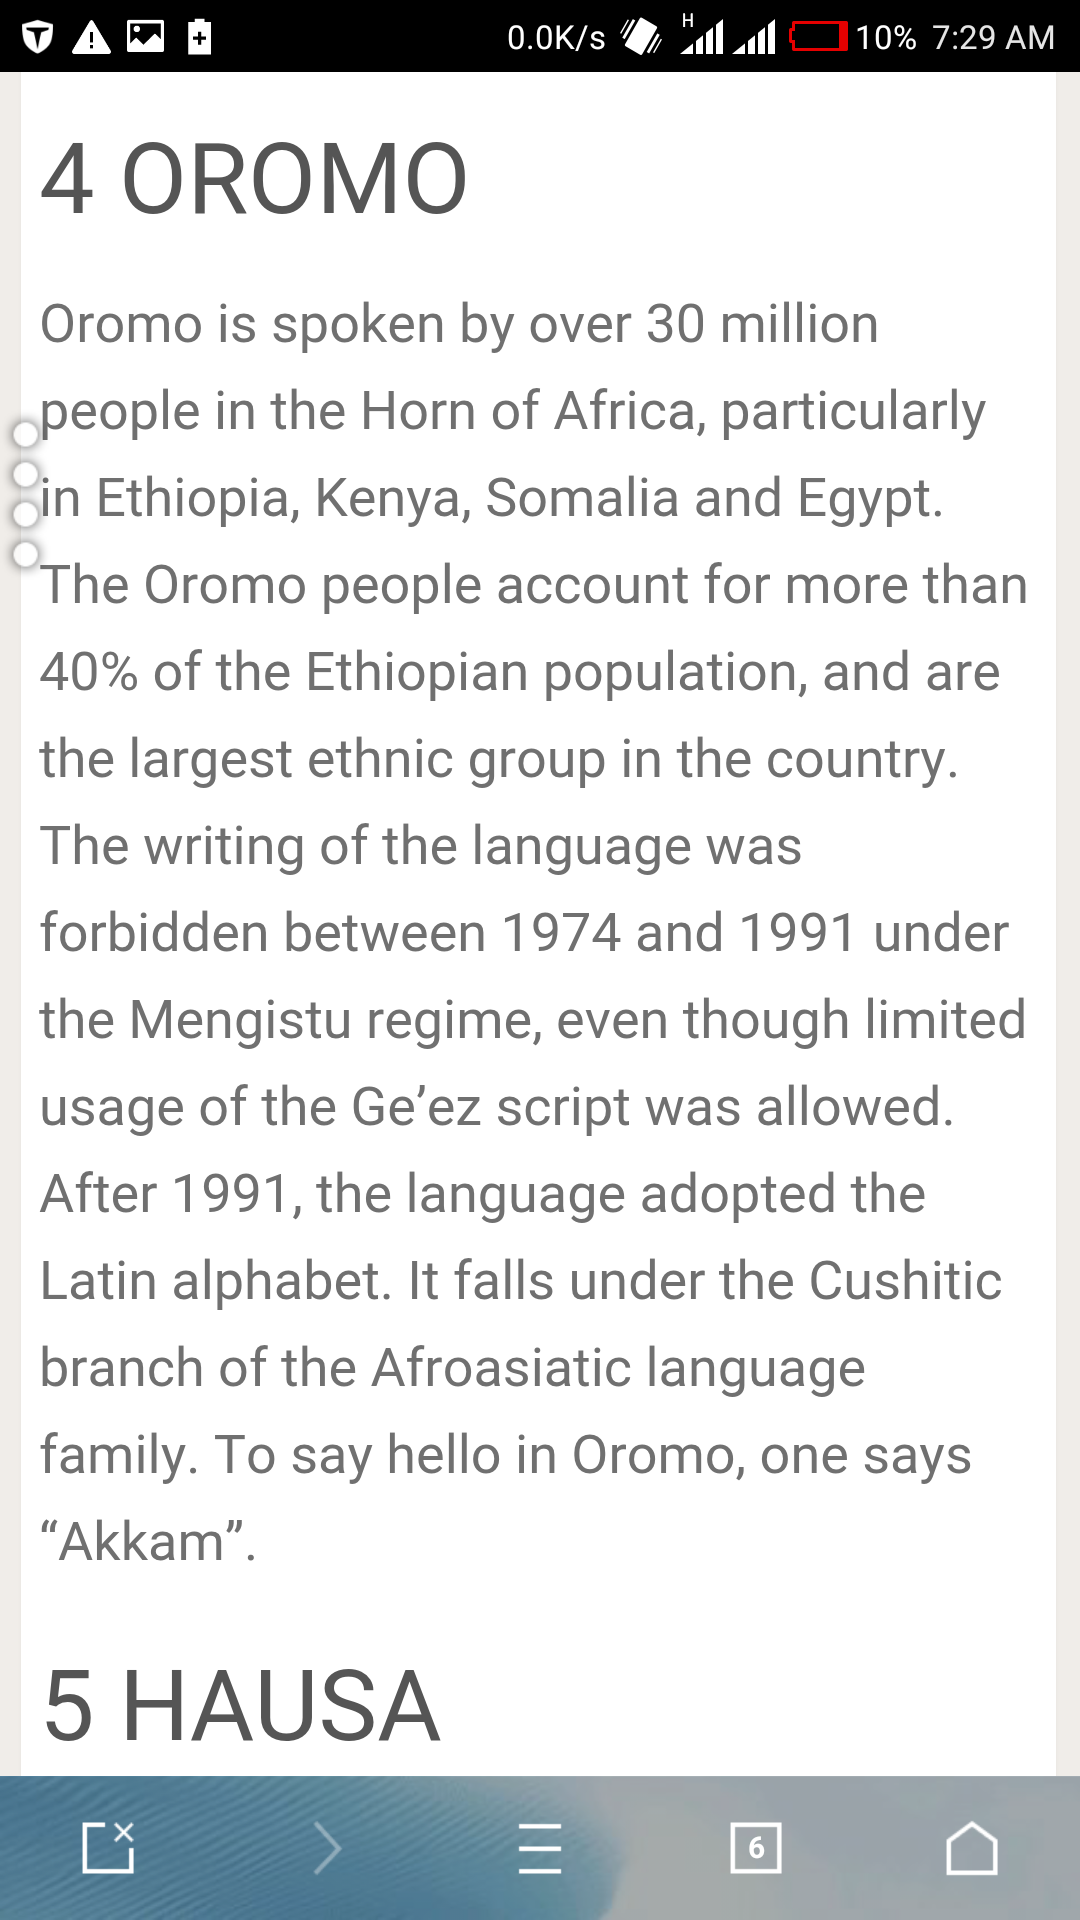 0.0K/s H 10% 7:29 AM
4 OROMO
Oromo is spoken by over 30 million
people in the Horn of Africa, particularly
in Ethiopia, Kenya, Somalia and Egypt.
The Oromo people account for more than
40% of the Ethiopian population, and are
the largest ethnic group in the country.
The writing of the language was
forbidden between 1974 and 1991 under
the Mengistu regime, even though limited
usage of the Ge’ez script was allowed.
After 1991, the language adopted the
Latin alphabet. It falls under the Cushitic
branch of the Afroasiatic language
family. To say hello in Oromo, one says
“Akkam”.
5 HAUSA
6